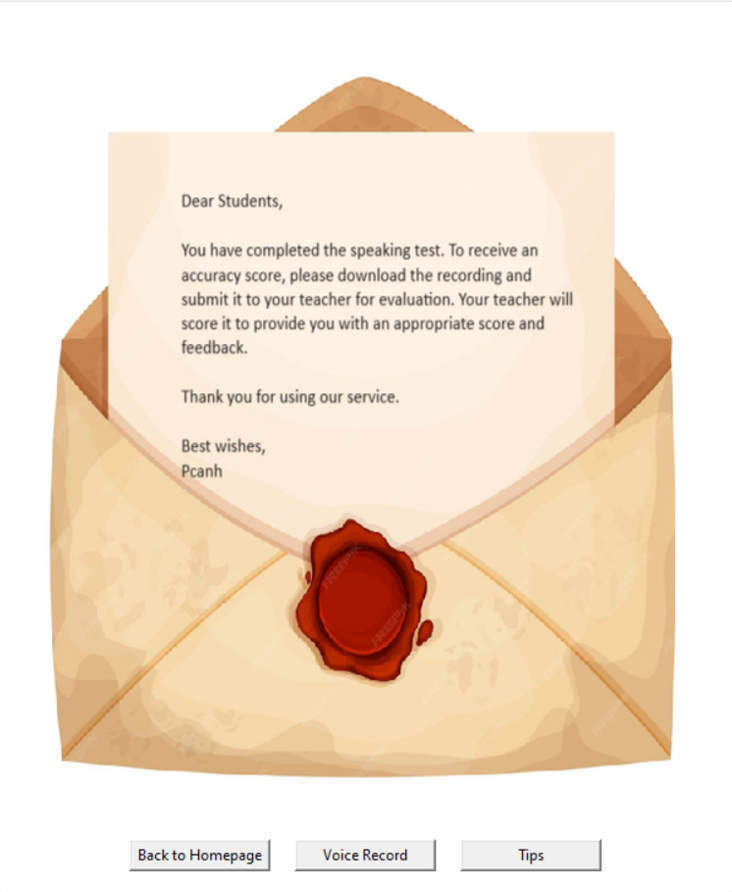 Dear Students,
You have completed the speaking test. To receive an
accuracy score, please download the recording and
submit it to your teacher for evaluation. Your teacher will
score it to provide you with an appropriate score and
feedback.
Thank you for using our service.
Best wishes,
Pcanh
FREEPIK
FREEPIK
Back to Homepage
Voice Record
Tips